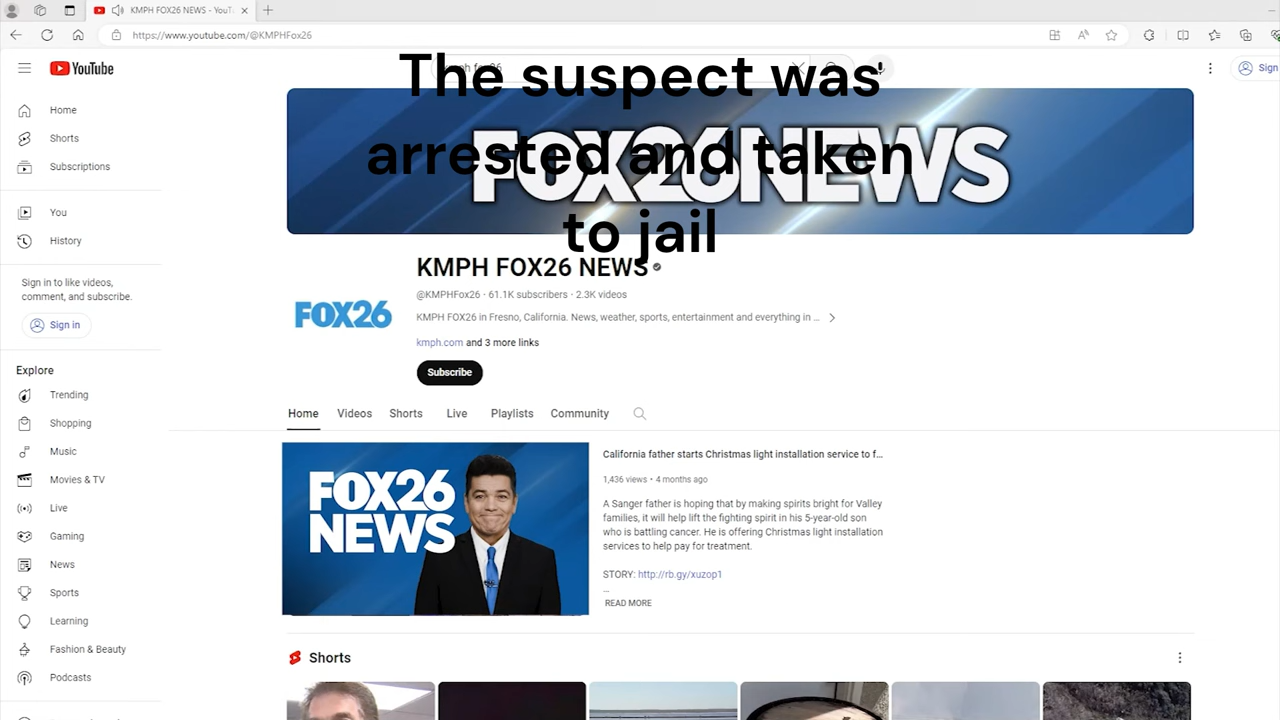 KMPH FOX26 NEWS - YouT
https://www.youtube.com/@KMPHFox26
YouTube
Sign
The suspect was
arrested and taken
to jail
FOX26NEWS
Home
Shorts
Subscriptions
You
History
Sign in to like videos,
comment, and subscribe.
Sign in
Explore
Trending
Shopping
Music
Movies & TV
Live
Gaming
News
Sports
Learning
Fashion & Beauty
Podcasts
FOX26
KMPH FOX26 NEWS
@KMPHFox26 · 61.1K subscribers · 2.3K videos
KMPH FOX26 in Fresno, California. News, weather, sports, entertainment and everything in ...
kmph.com and 3 more links
Subscribe
Home Videos Shorts Live Playlists Community
FOX26
NEWS
California father starts Christmas light installation service to f...
1,436 views • 4 months ago
A Sanger father is hoping that by making spirits bright for Valley
families, it will help lift the fighting spirit in his 5-year-old son
who is battling cancer. He is offering Christmas light installation
services to help pay for treatment.
STORY: http://rb.gy/xuzop1
...
READ MORE
Shorts